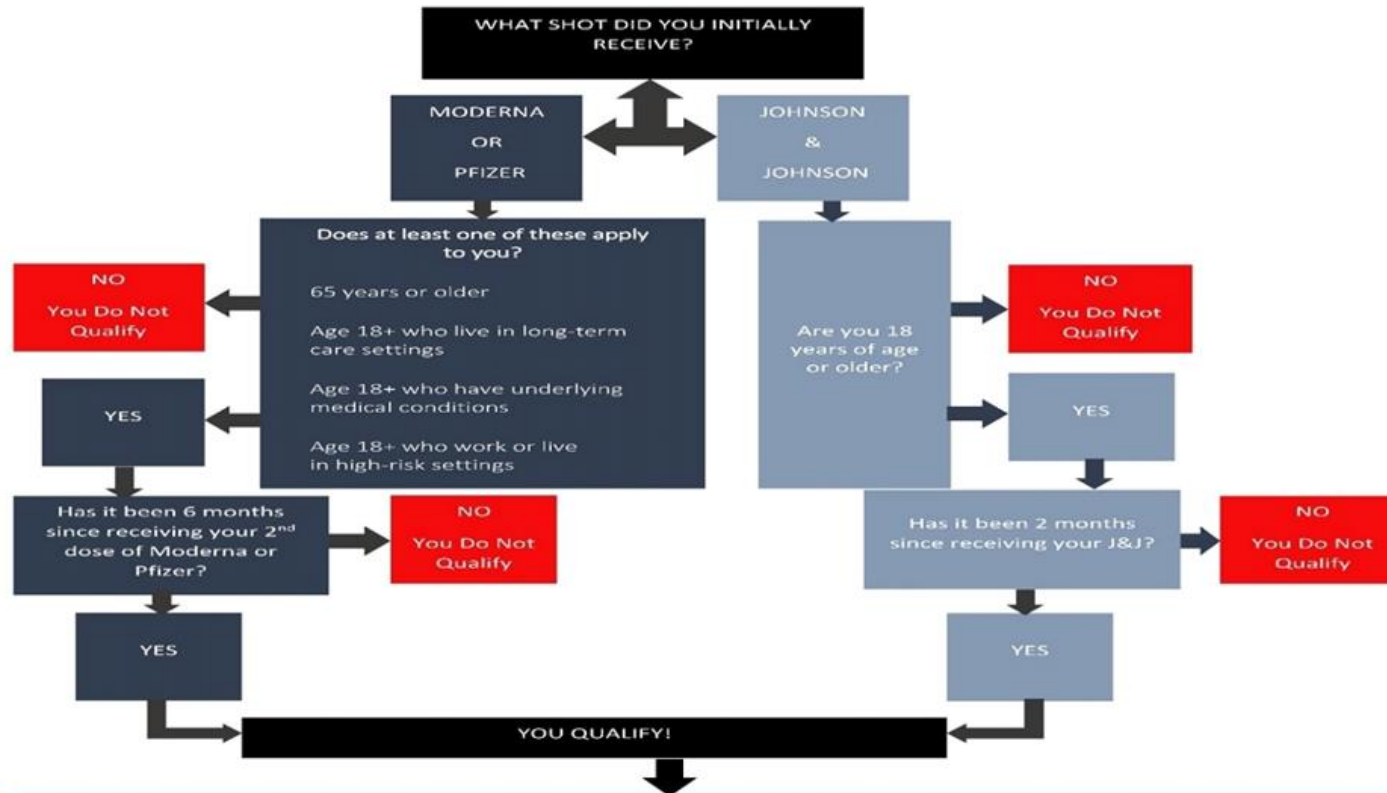 WHAT SHOT DID YOU INITIALLY
RECEIVE?
MODERNA
OR
PFIZER
JOHNSON
&
JOHNSON
Does at least one of these apply
to you?
65 years or older
Age 18+ who live in long-term
care settings
Age 18+ who have underlying
medical conditions
Age 18+ who work or live
in high-risk settings
NO
You Do Not
Qualify
YES
Are you 18
years of age
or older?
NO
You Do Not
Qualify
YES
Has it been 6 months
since receiving your 2nd
dose of Moderna or
Pfizer?
NO
You Do Not
Qualify
Has it been 2 months
since receiving your J&J?
NO
You Do Not
Qualify
YES
YES
YOU QUALIFY!